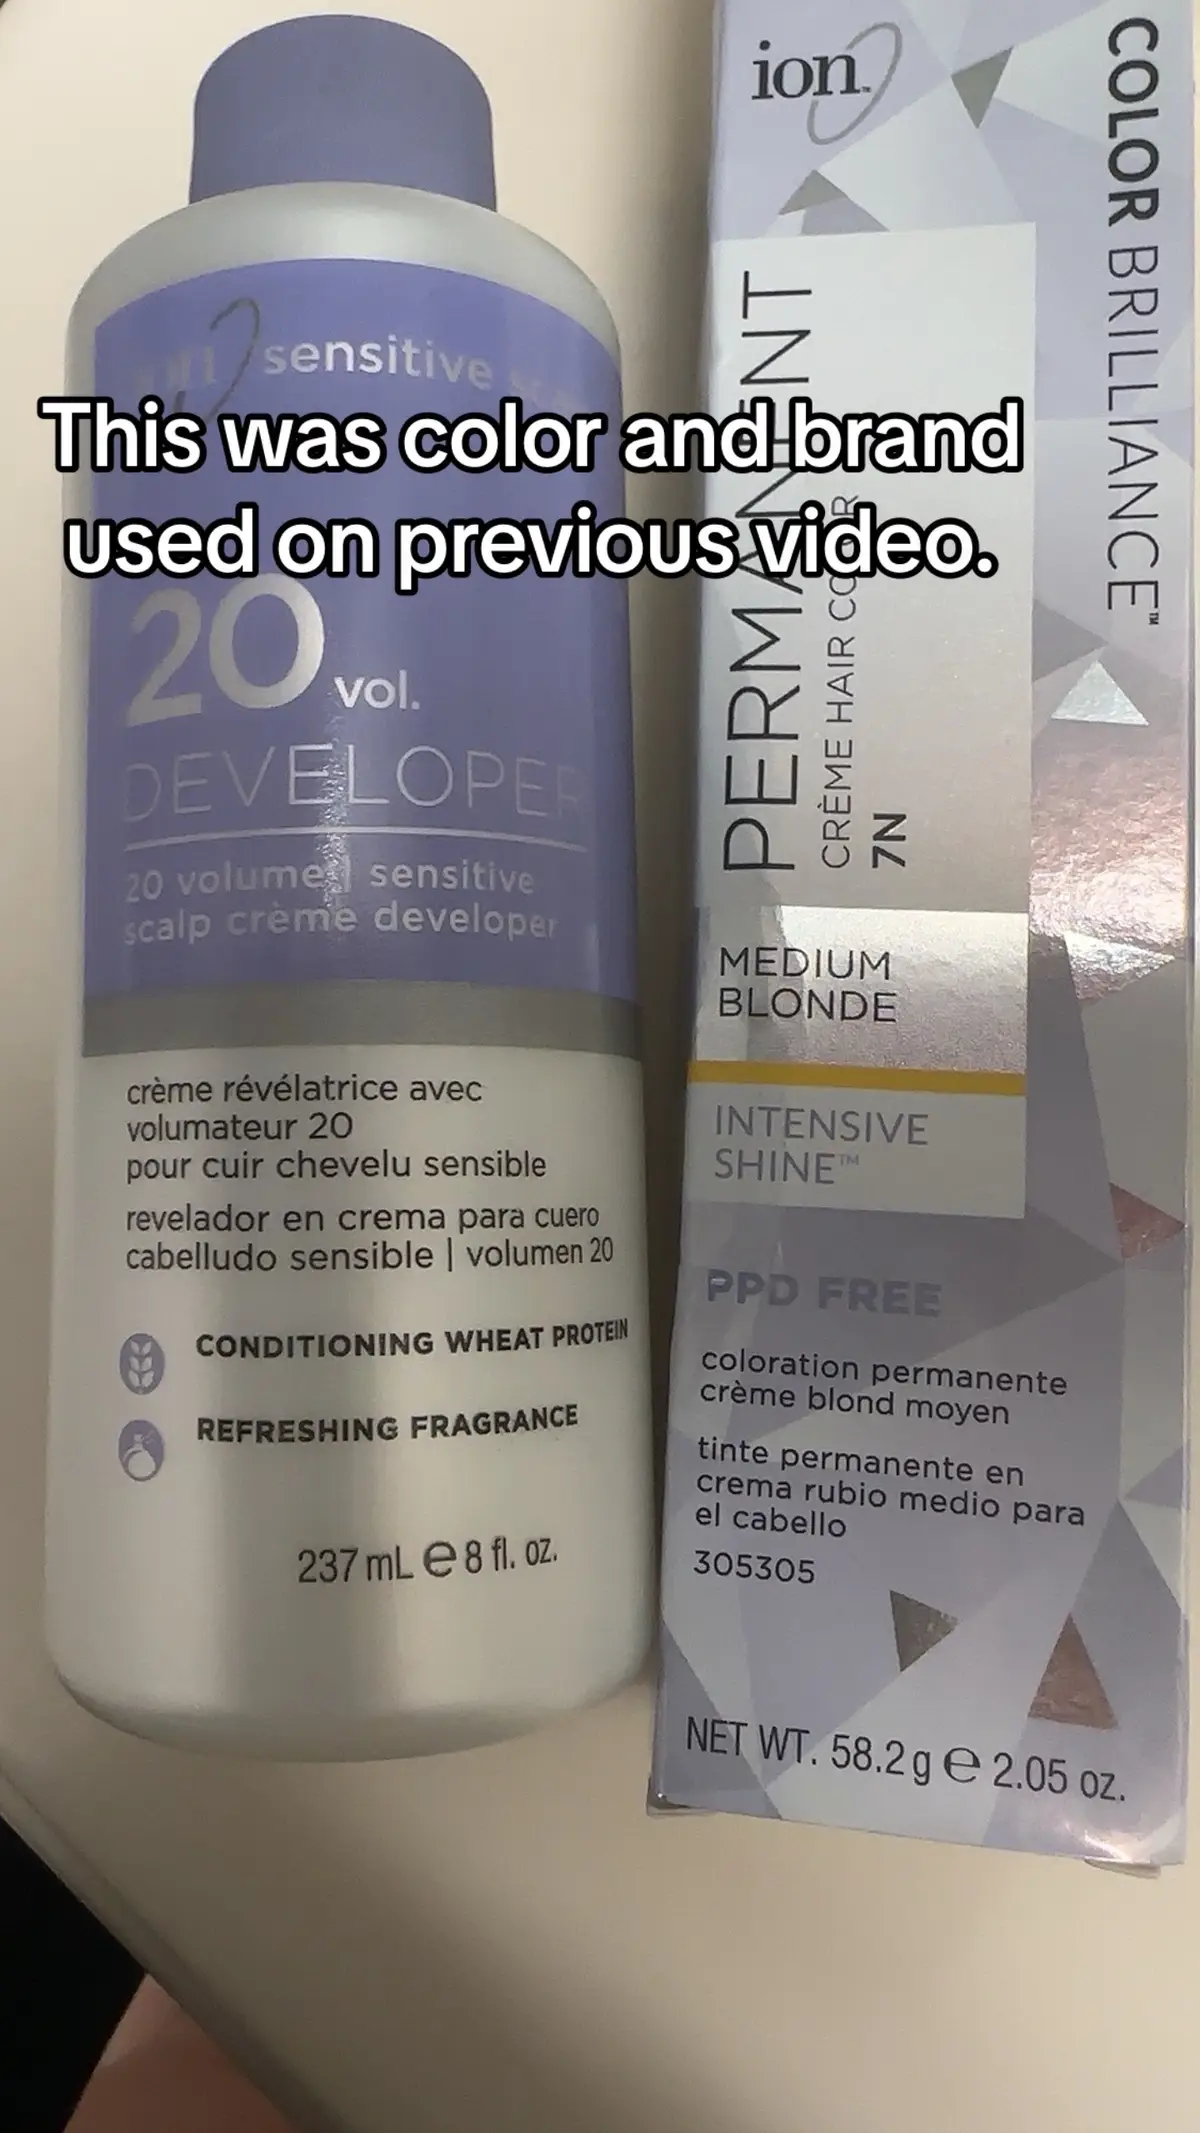 This was color and brand
used on previous video.
sensitive
20 vol.
DEVELOPER
20 volume | sensitive
scalp crème developer
crème révélatrice avec
volumateur 20
pour cuir chevelu sensible
revelador en crema para cuero
cabelludo sensible | volumen 20
CONDITIONING WHEAT PROTEIN
REFRESHING FRAGRANCE
237 mL e 8 fl. oz.
ion
COLOR BRILLIANCE™
PERMANENT
CRÈME HAIR COLOR
7N
MEDIUM
BLONDE
INTENSIVE
SHINE™
PPD FREE
coloration permanente
crème blond moyen
tinte permanente en
crema rubio medio para
el cabello
305305
NET WT. 58.2 g e 2.05 oz.